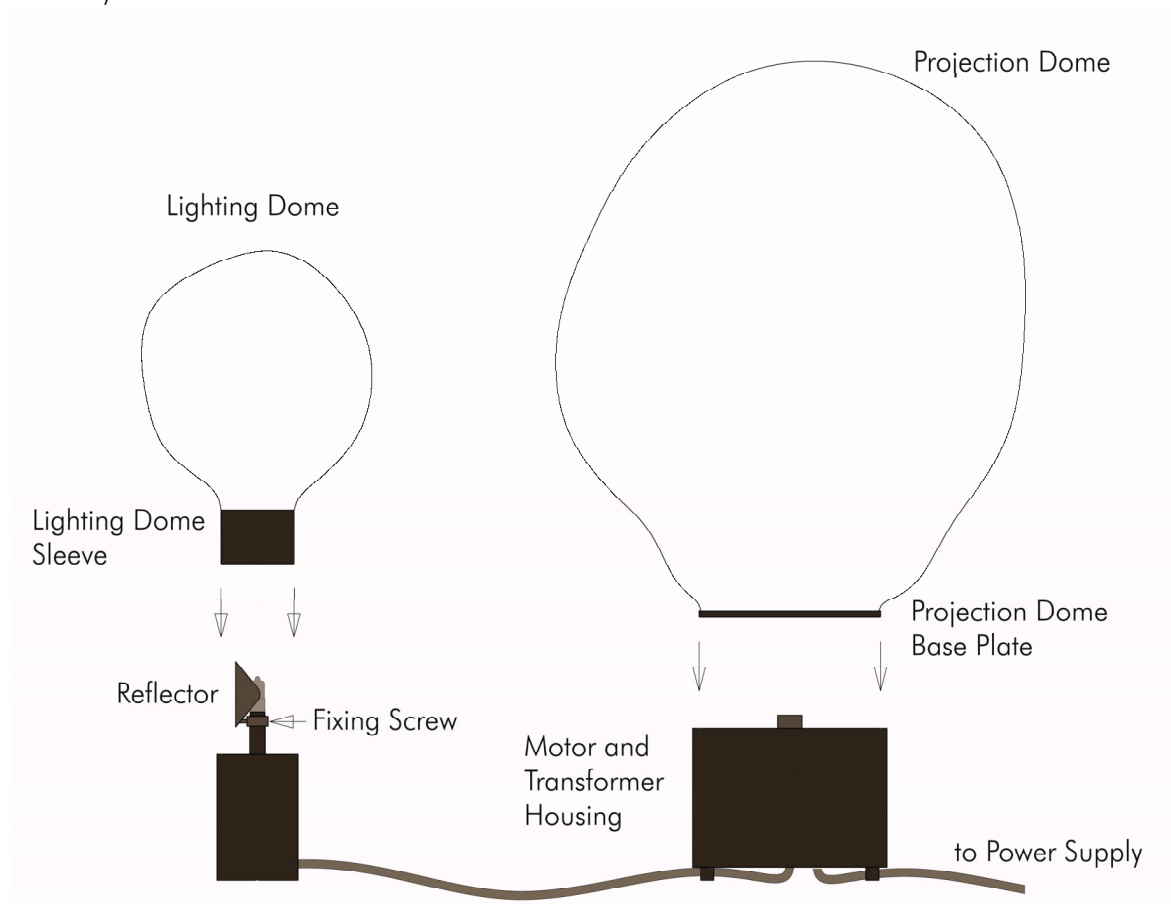 Projection Dome
Lighting Dome
Lighting Dome
Sleeve
Projection Dome
Base Plate
Reflector
Fixing Screw
Motor and
Transformer
Housing
to Power Supply